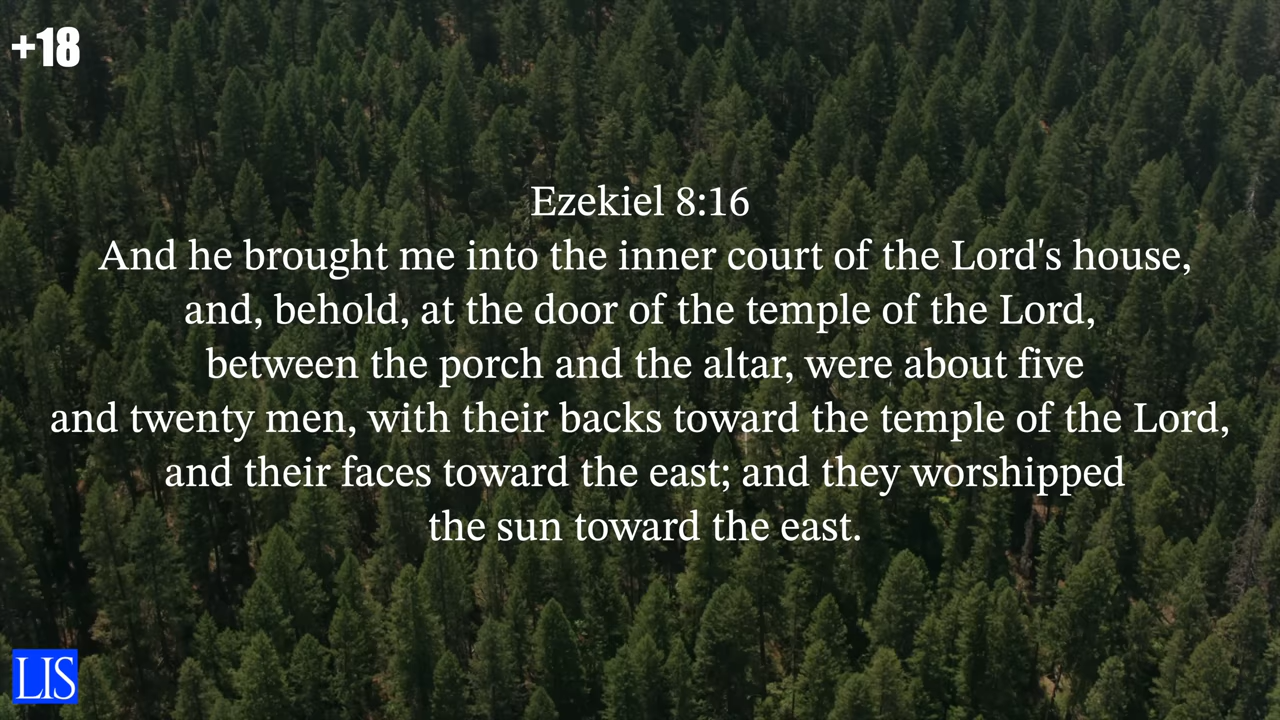 +18
Ezekiel 8:16
And he brought me into the inner court of the Lord's house,
and, behold, at the door of the temple of the Lord,
between the porch and the altar, were about five
and twenty men, with their backs toward the temple of the Lord,
and their faces toward the east; and they worshipped
the sun toward the east.
LIS